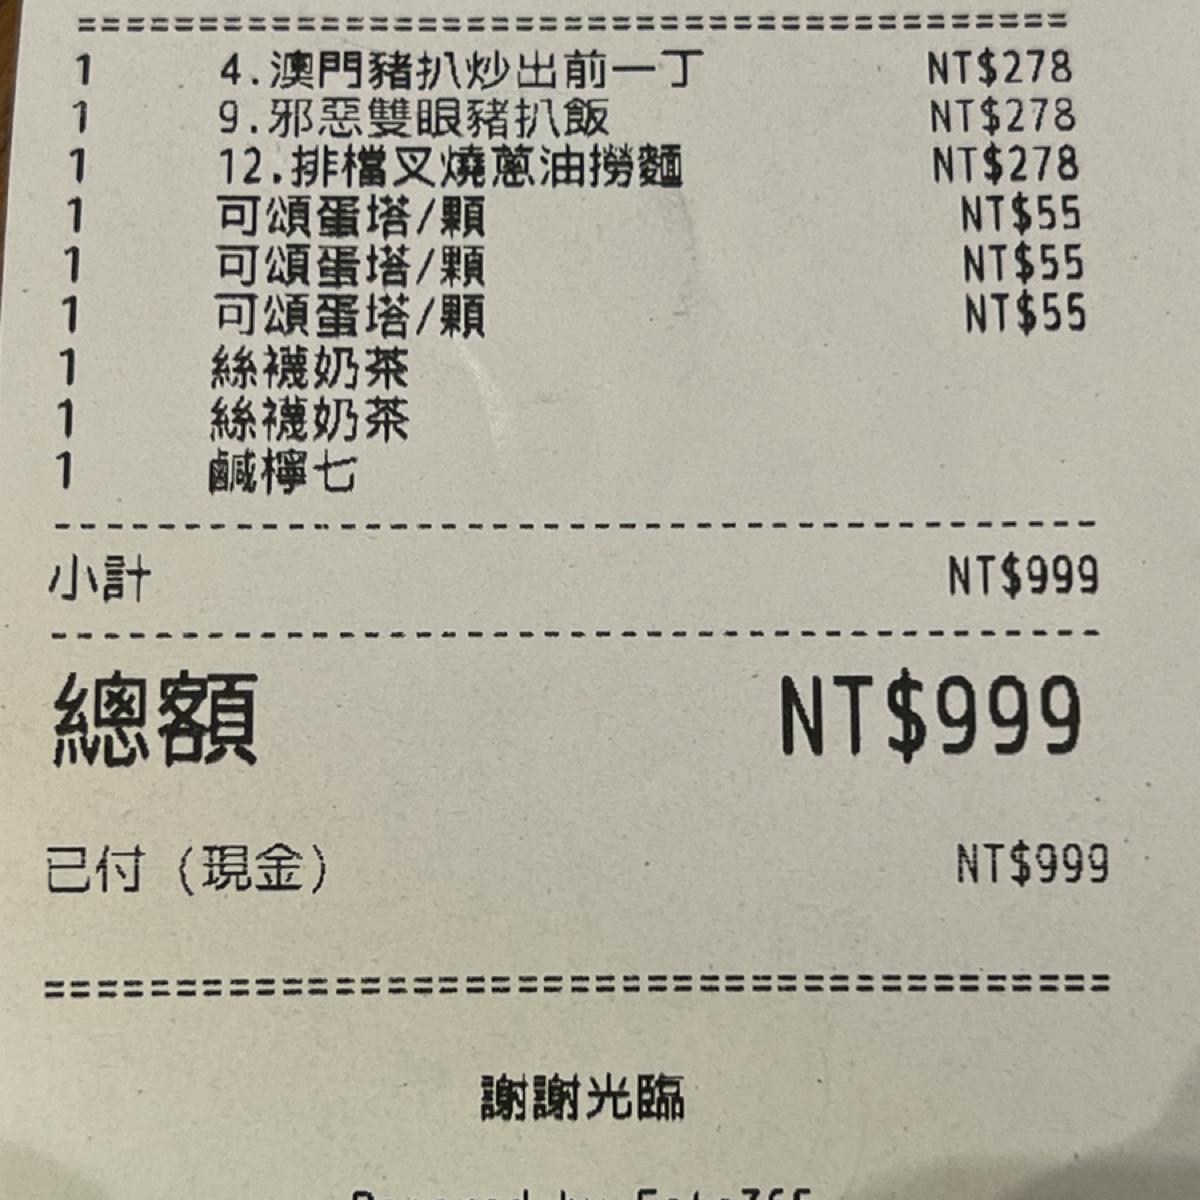 ========================================
1 4.澳門豬扒炒出前一丁 NT$278
1 9.邪惡雙眼豬扒飯 NT$278
1 12.排檔叉燒蔥油撈麵 NT$278
1 可頌蛋塔/顆 NT$55
1 可頌蛋塔/顆 NT$55
1 可頌蛋塔/顆 NT$55
1 絲襪奶茶
1 絲襪奶茶
1 鹹檸七
----------------------------------------
小計 NT$999
----------------------------------------
總額 NT$999
已付 (現金) NT$999
========================================
謝謝光臨
Powered by